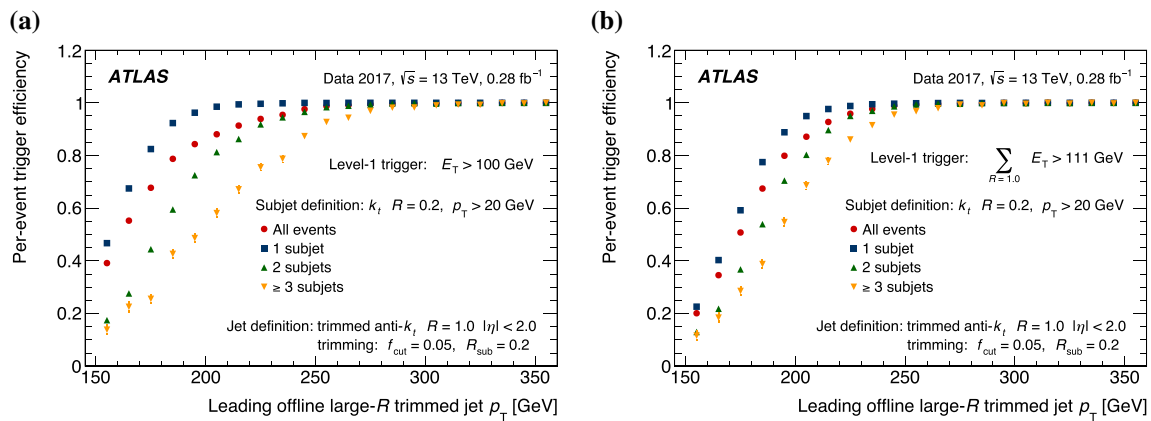 (a)
Per-event trigger efficiency
1.2
1
0.8
0.6
0.4
0.2
0
ATLAS
Data 2017, √s = 13 TeV, 0.28 fb⁻¹
Level-1 trigger: E_T > 100 GeV
Subjet definition: k_t R = 0.2, p_T > 20 GeV
All events
1 subjet
2 subjets
≥ 3 subjets
Jet definition: trimmed anti-k_t R = 1.0 |η| < 2.0
trimming: f_cut = 0.05, R_sub = 0.2
150 200 250 300 350
Leading offline large-R trimmed jet p_T [GeV]
(b)
Per-event trigger efficiency
1.2
1
0.8
0.6
0.4
0.2
0
ATLAS
Data 2017, √s = 13 TeV, 0.28 fb⁻¹
Level-1 trigger: ∑_{R = 1.0} E_T > 111 GeV
Subjet definition: k_t R = 0.2, p_T > 20 GeV
All events
1 subjet
2 subjets
≥ 3 subjets
Jet definition: trimmed anti-k_t R = 1.0 |η| < 2.0
trimming: f_cut = 0.05, R_sub = 0.2
150 200 250 300 350
Leading offline large-R trimmed jet p_T [GeV]